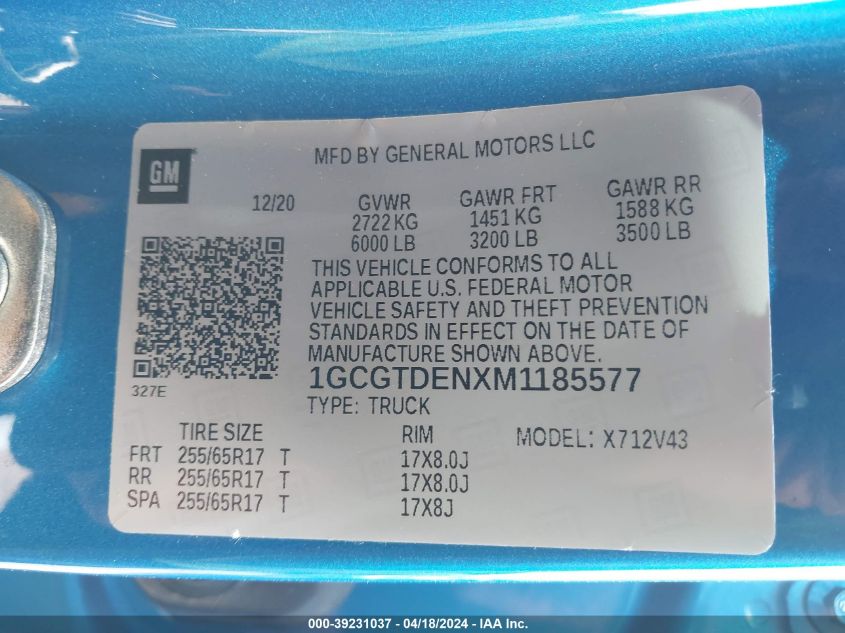 MFD BY GENERAL MOTORS LLC
GM
12/20
GVWR GAWR FRT GAWR RR
2722 KG 1451 KG 1588 KG
6000 LB 3200 LB 3500 LB
THIS VEHICLE CONFORMS TO ALL
APPLICABLE U.S. FEDERAL MOTOR
VEHICLE SAFETY AND THEFT PREVENTION
STANDARDS IN EFFECT ON THE DATE OF
MANUFACTURE SHOWN ABOVE.
327E
1GCGTDENXM1185577
TYPE: TRUCK
TIRE SIZE RIM MODEL: X712V43
FRT 255/65R17 T 17X8.0J
RR 255/65R17 T 17X8.0J
SPA 255/65R17 T 17X8J
000-39231037 - 04/18/2024 - IAA Inc.